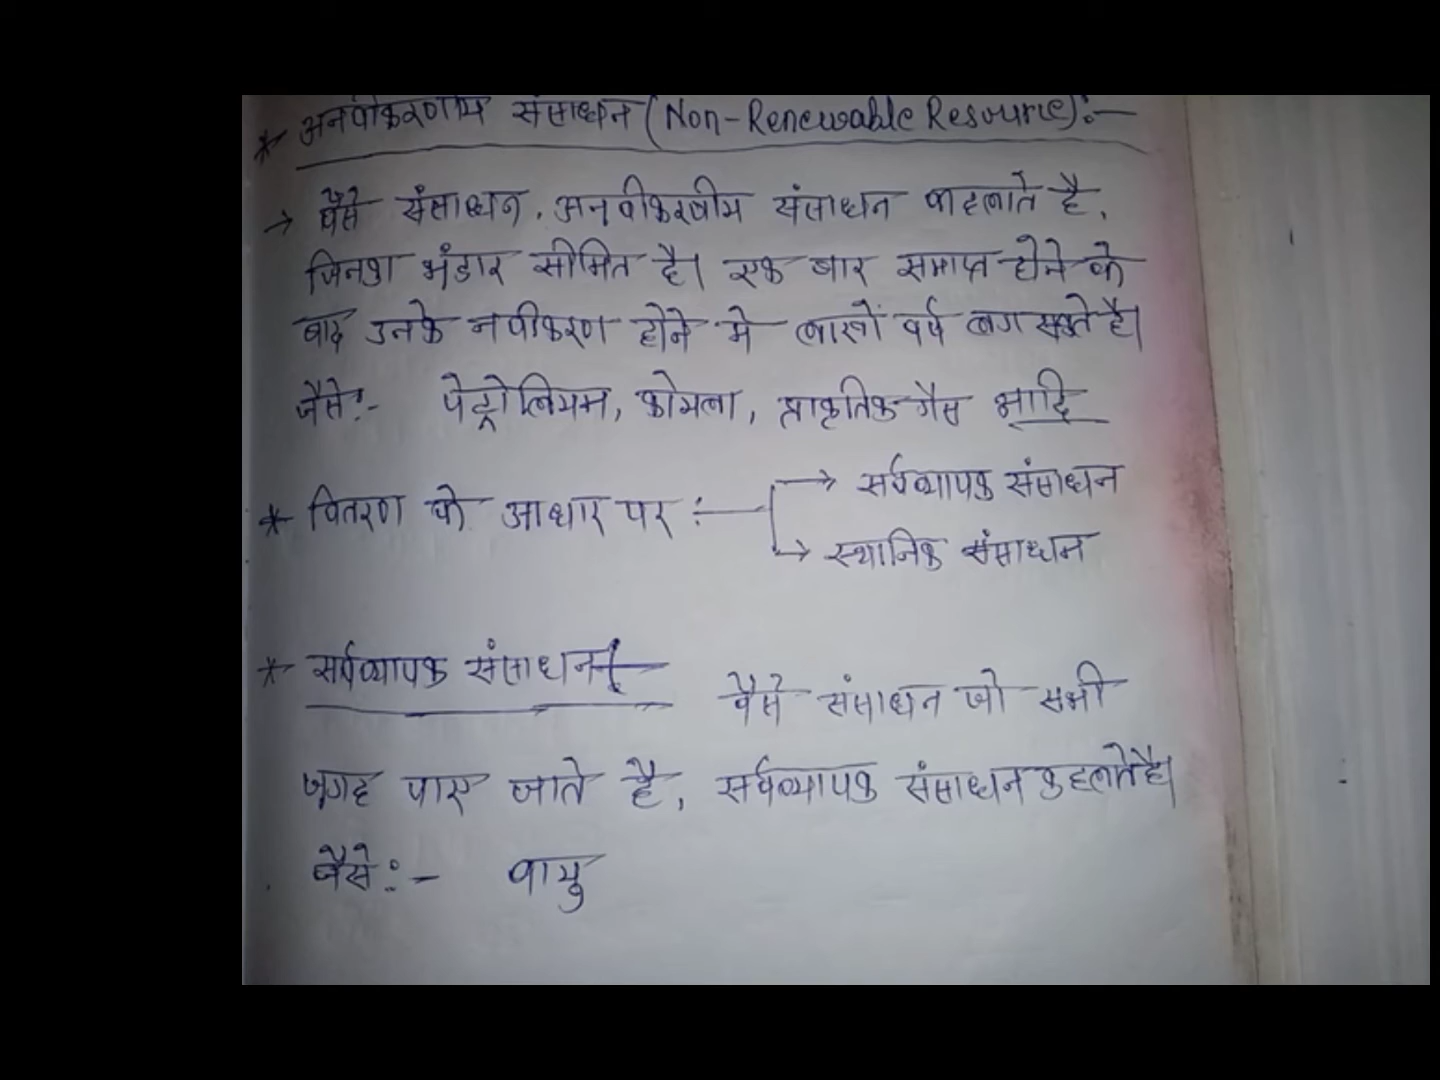 * अनवीकरणीय संसाधन (Non-Renewable Resource):-
→ वैसे संसाधन, अनवीकरणीय संसाधन कहलाते है,
जिनका भंडार सीमित है। एक बार समाप्त होने के
बाद उनके नवीकरण होने मे लाखों वर्ष लग सकते है।
जैसे:- पेट्रोलियम, कोयला, प्राकृतिक गैस आदि
* वितरण के आधार पर :-
→ सर्वव्यापक संसाधन
→ स्थानिक संसाधन
* सर्वव्यापक संसाधन:-
वैसे संसाधन जो सभी
जगह पाए जाते है, सर्वव्यापक संसाधन कहलाते है।
जैसे:- वायु